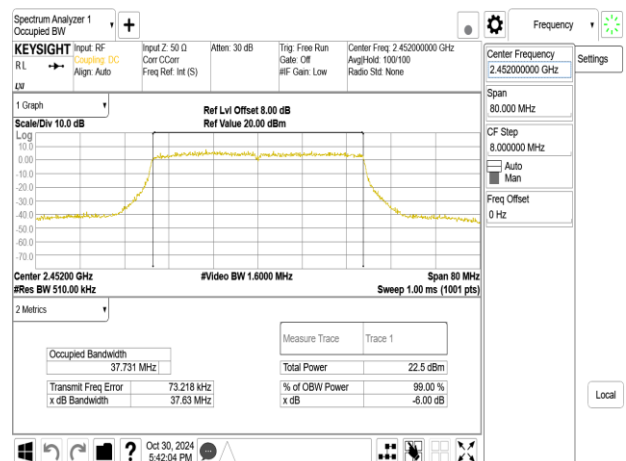 Spectrum Analyzer 1
Occupied BW
Frequency
KEYSIGHT
RL
Input: RF
Coupling: DC
Align: Auto
Input Z: 50 Ω
Corr CCorr
Freq Ref: Int (S)
Atten: 30 dB
Trig: Free Run
Gate: Off
#IF Gain: Low
Center Freq: 2.452000000 GHz
Avg|Hold: 100/100
Radio Std: None
Center Frequency
2.452000000 GHz
Settings
Span
80.000 MHz
CF Step
8.000000 MHz
Auto
Man
Freq Offset
0 Hz
Local
1 Graph
Ref Lvl Offset 8.00 dB
Scale/Div 10.0 dB
Ref Value 20.00 dBm
Log
10.0
0.00
-10.0
-20.0
-30.0
-40.0
-50.0
-60.0
-70.0
Center 2.45200 GHz
#Video BW 1.6000 MHz
Span 80 MHz
#Res BW 510.00 kHz
Sweep 1.00 ms (1001 pts)
2 Metrics
Measure Trace
Trace 1
Occupied Bandwidth
37.731 MHz
Total Power
22.5 dBm
Transmit Freq Error
73.218 kHz
% of OBW Power
99.00 %
x dB Bandwidth
37.63 MHz
x dB
-6.00 dB
?
Oct 30, 2024
5:42:04 PM